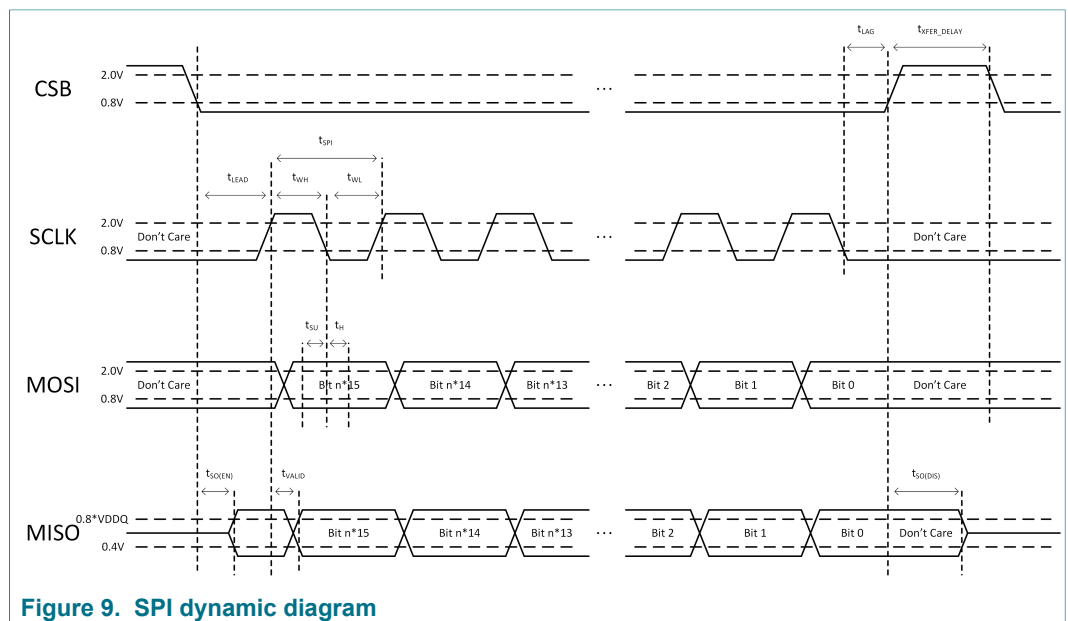 tLAG tXFER_DELAY
CSB 2.0V
0.8V
...
tSPI
tLEAD tWH tWL
SCLK 2.0V
Don't Care ... Don't Care
0.8V
tSU tH
MOSI 2.0V
Don't Care Bit n*15 Bit n*14 Bit n*13 ... Bit 2 Bit 1 Bit 0 Don't Care
0.8V
tSO(EN) tVALID tSO(DIS)
0.8*VDDQ
MISO Bit n*15 Bit n*14 Bit n*13 ... Bit 2 Bit 1 Bit 0 Don't Care
0.4V
Figure 9. SPI dynamic diagram